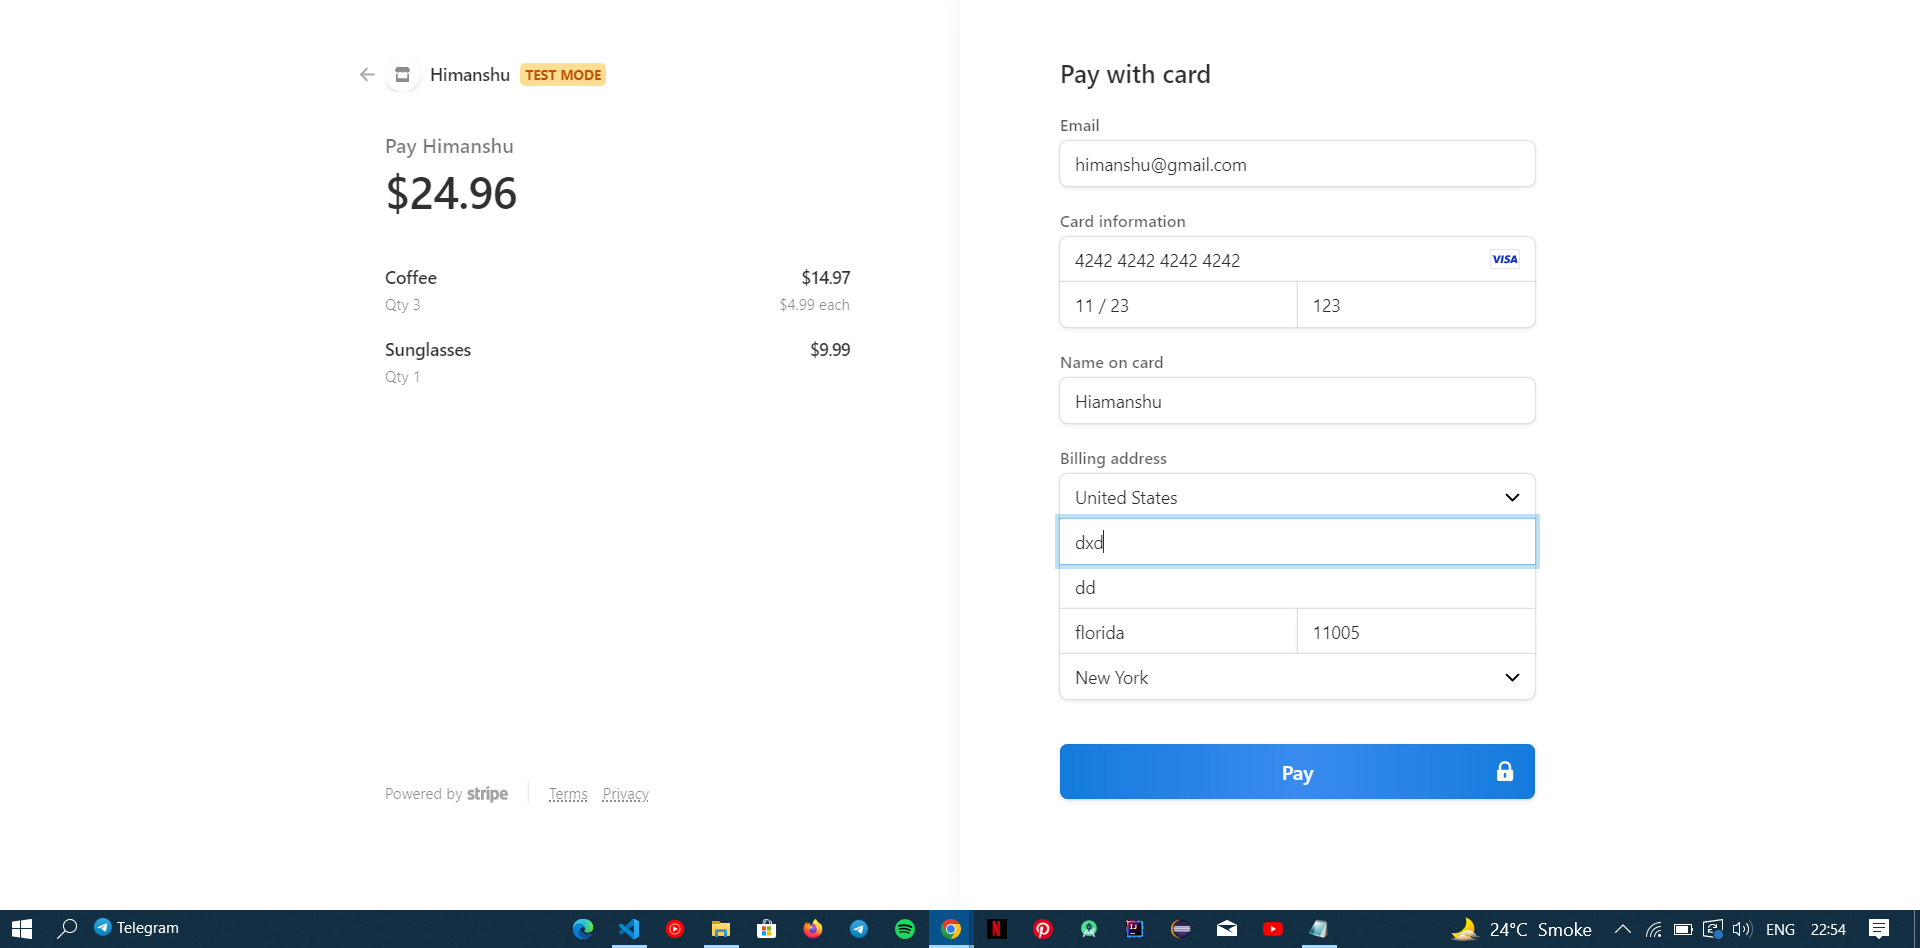 Himanshu TEST MODE
Pay Himanshu
$24.96
Coffee $14.97
Qty 3 $4.99 each
Sunglasses $9.99
Qty 1
Powered by stripe Terms Privacy
Pay with card
Email
himanshu@gmail.com
Card information
4242 4242 4242 4242 VISA
11 / 23 123
Name on card
Hiamanshu
Billing address
United States
dxd
dd
florida 11005
New York
Pay
Telegram N 24°C Smoke ENG 22:54